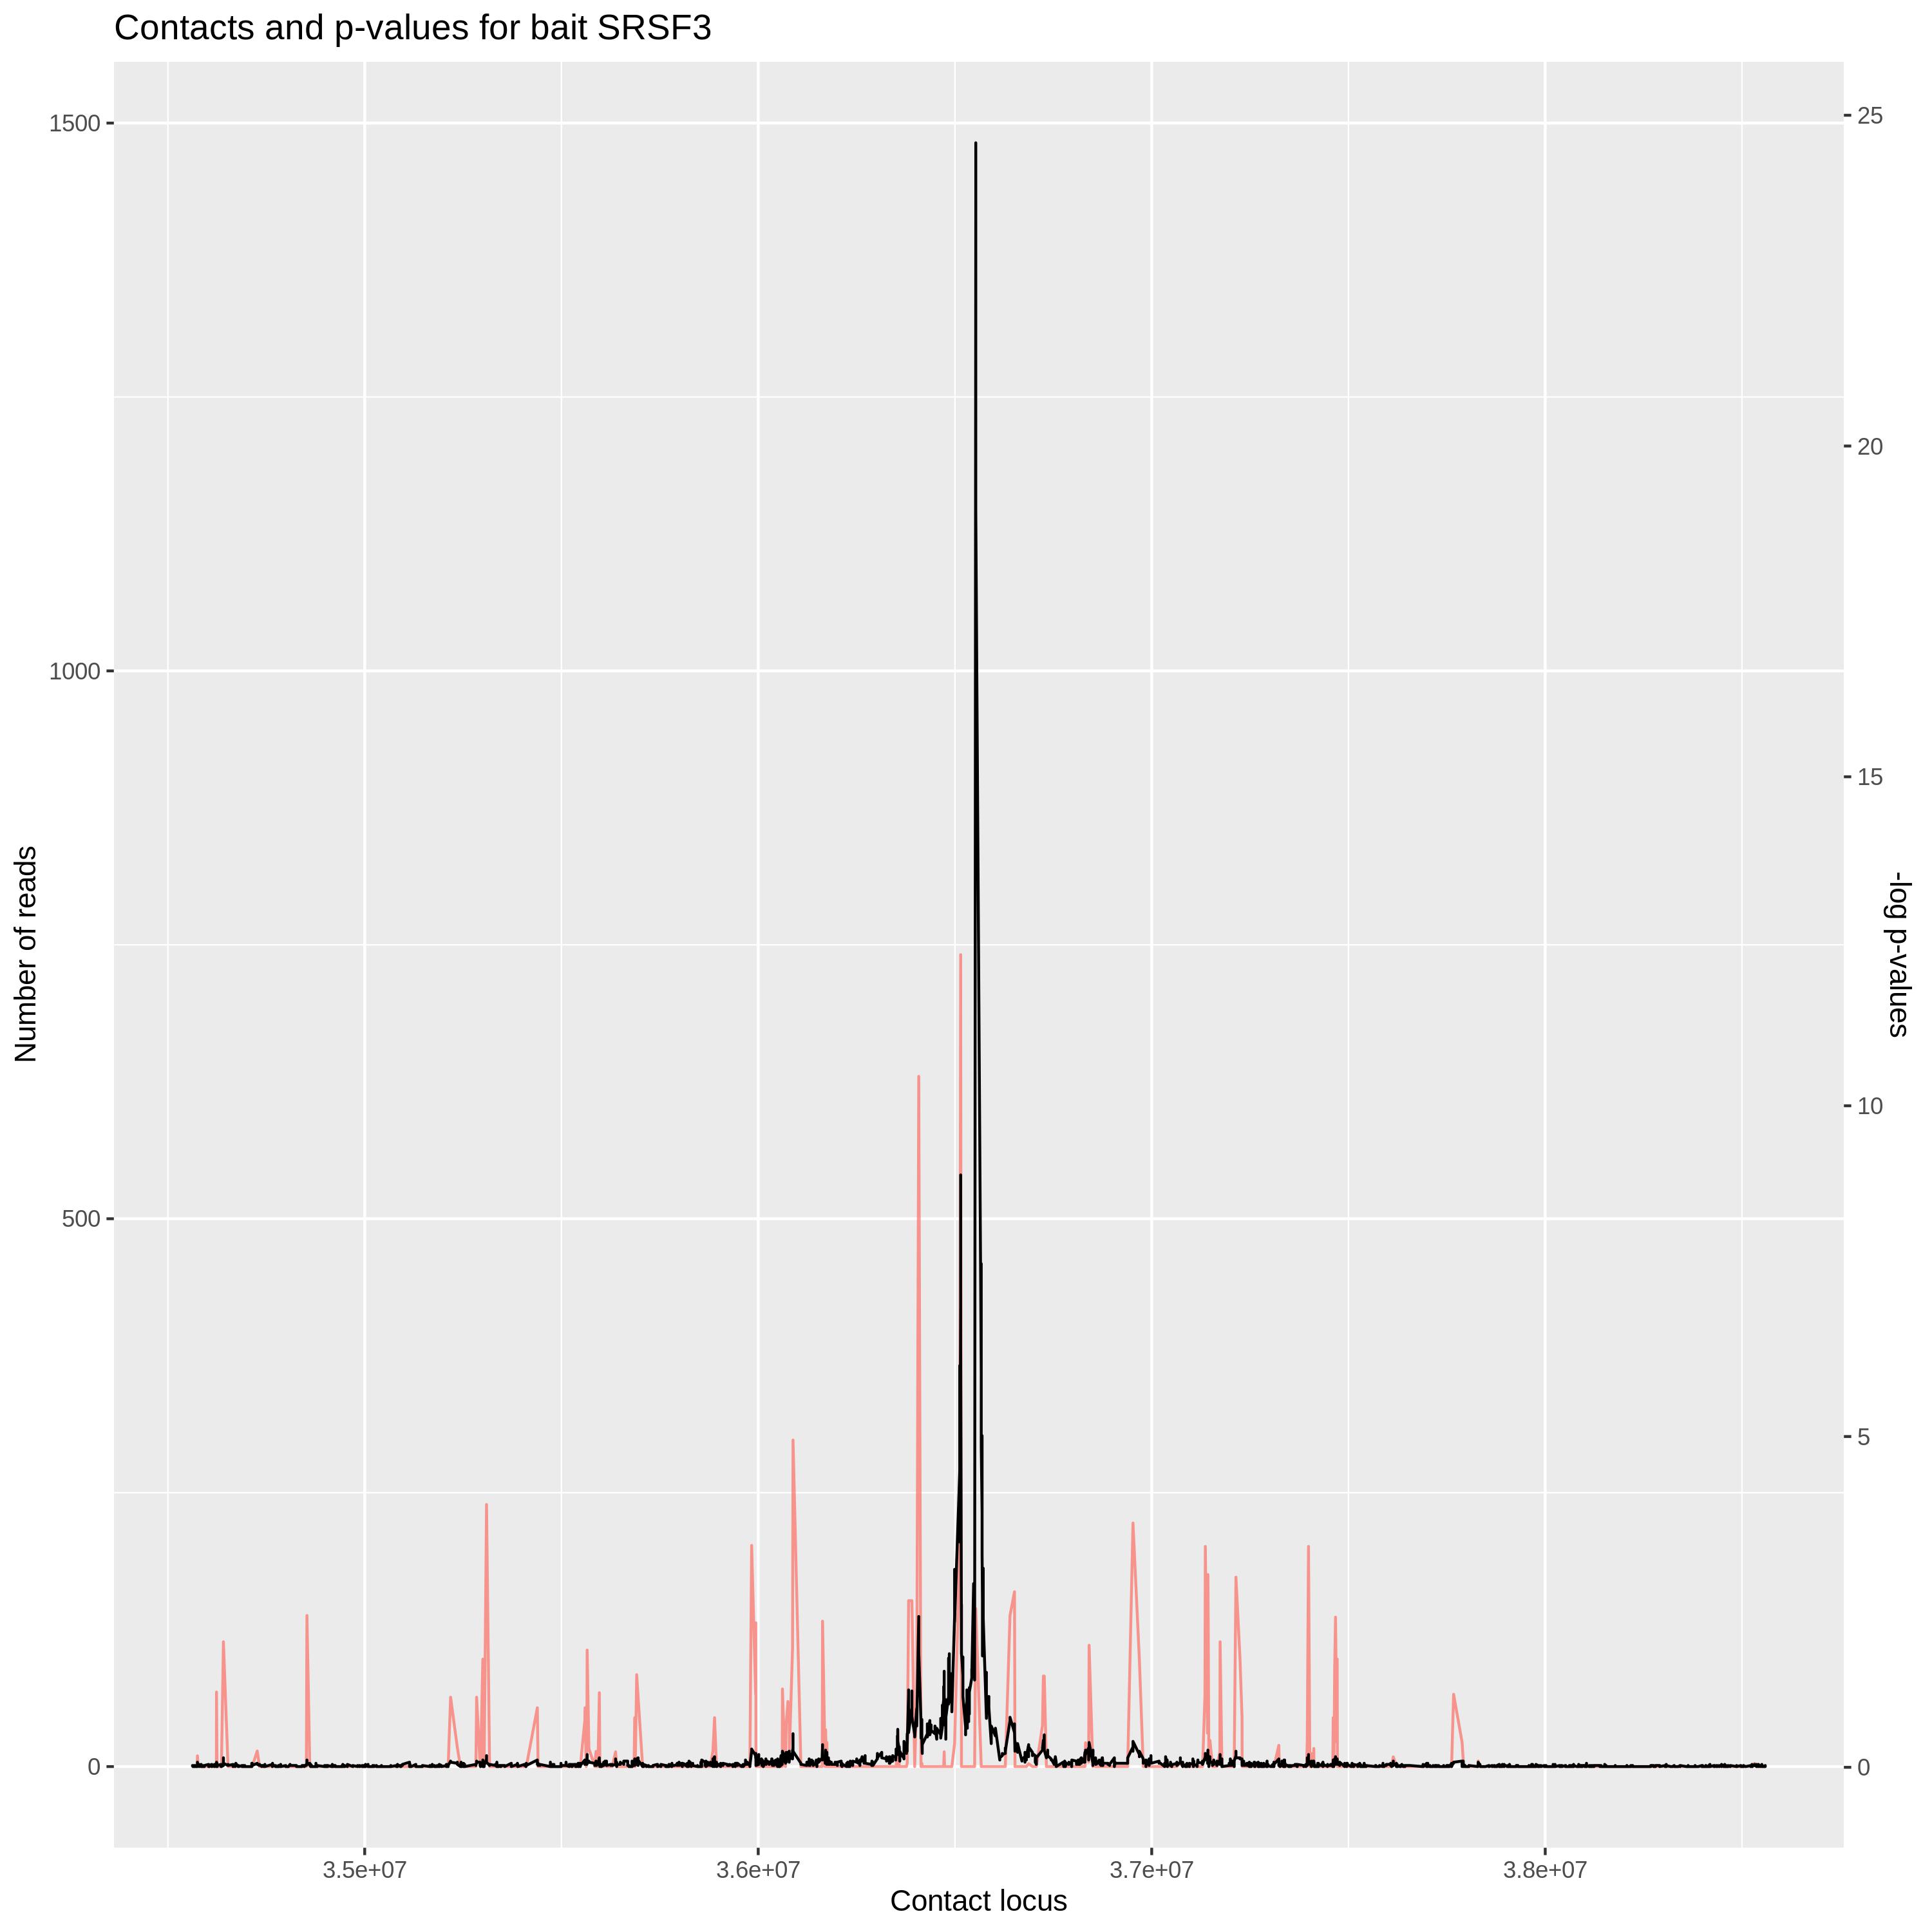 Contacts and p-values for bait SRSF3
1500
1000
500
0
Number of reads
25
20
15
10
5
0
-log p-values
3.5e+07
3.6e+07
3.7e+07
3.8e+07
Contact locus